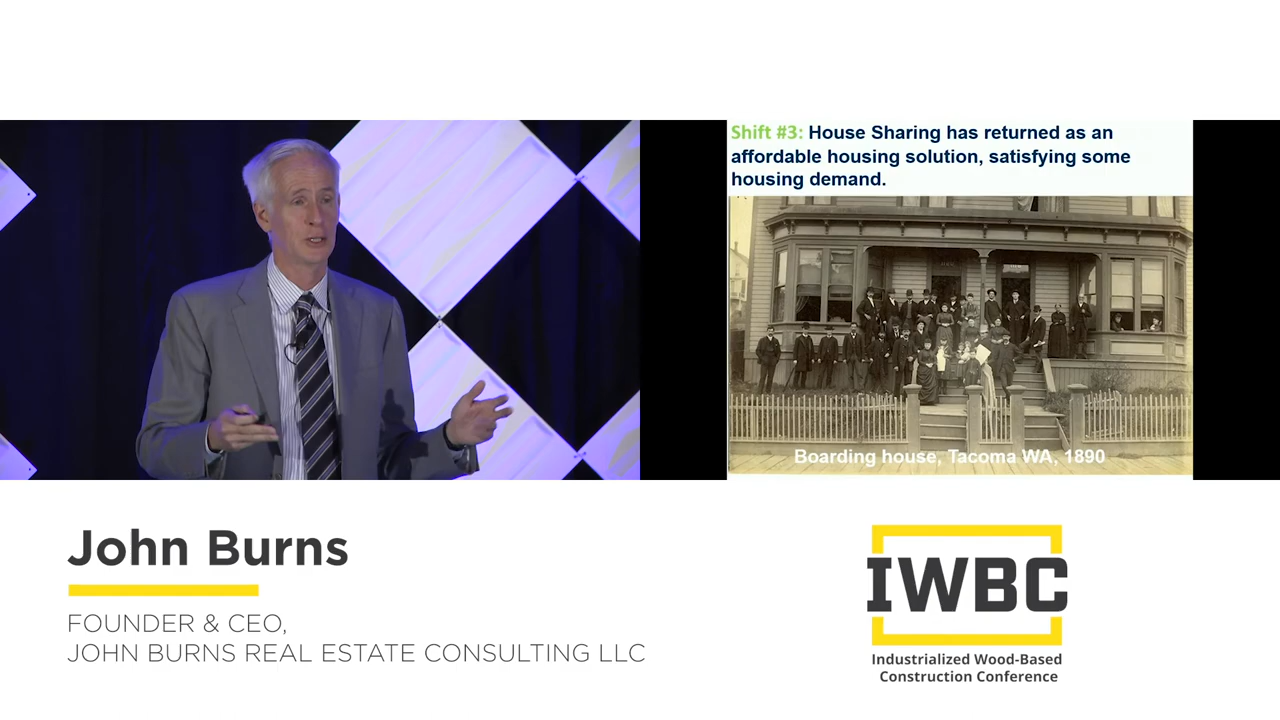 Shift #3: House Sharing has returned as an
affordable housing solution, satisfying some
housing demand.
Boarding house, Tacoma WA, 1890
John Burns
FOUNDER & CEO,
JOHN BURNS REAL ESTATE CONSULTING LLC
IWBC
Industrialized Wood-Based
Construction Conference